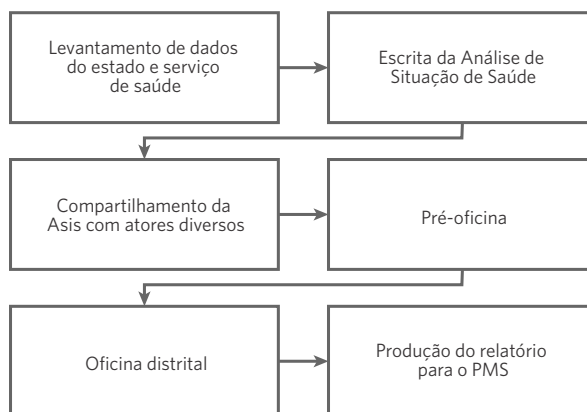 Levantamento de dados
do estado e serviço
de saúde
Escrita da Análise de
Situação de Saúde
Compartilhamento da
Asis com atores diversos
Pré-oficina
Oficina distrital
Produção do relatório
para o PMS